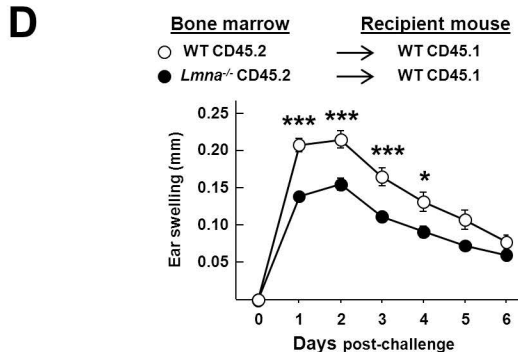 D
Bone marrow Recipient mouse
WT CD45.2 → WT CD45.1
Lmna-/- CD45.2 → WT CD45.1
Ear swelling (mm)
0.25
0.20
0.15
0.10
0.05
*** *** *** *
0 1 2 3 4 5 6
Days post-challenge